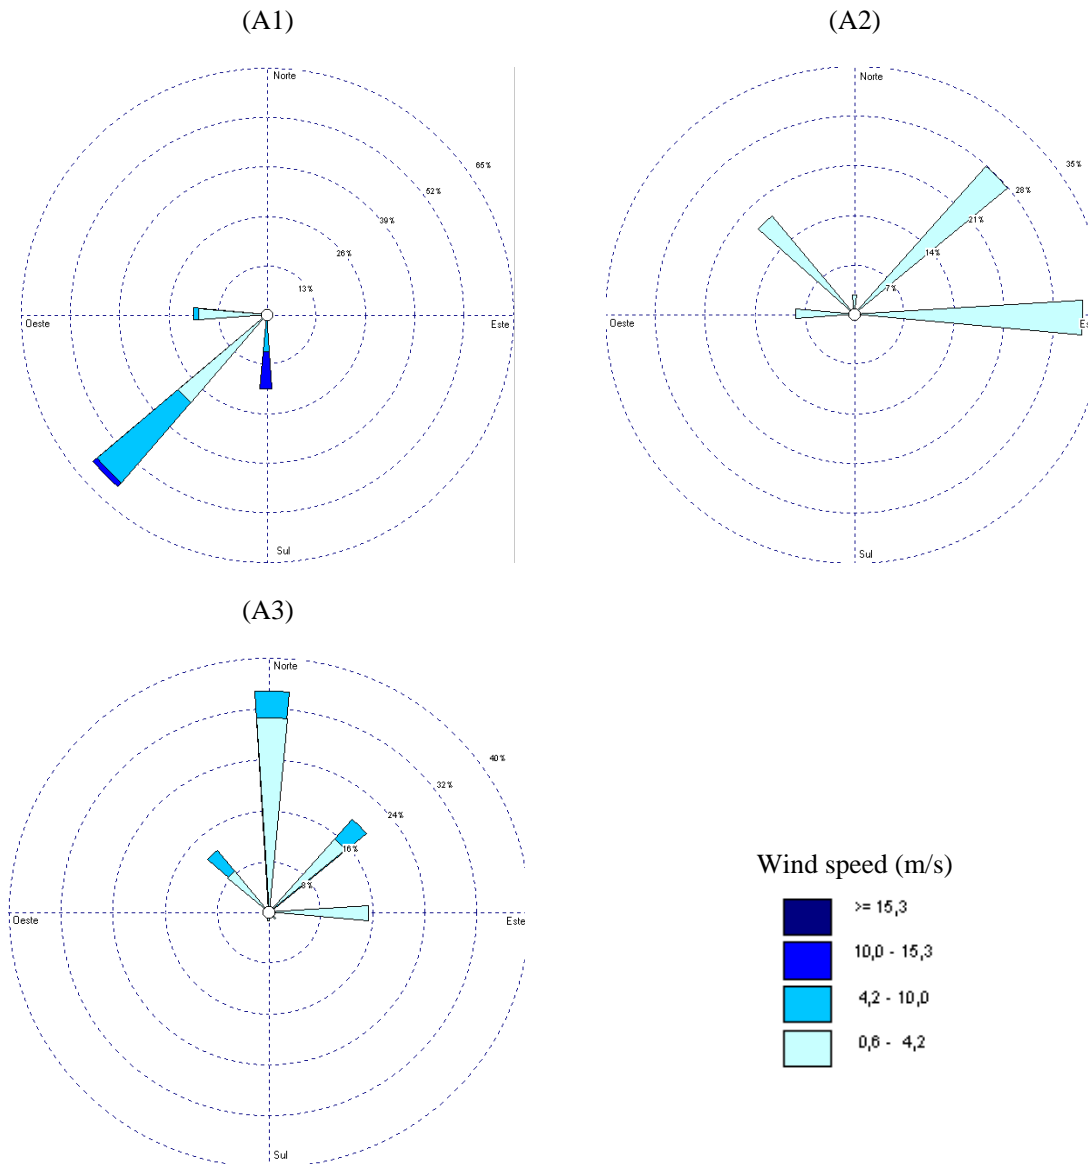 (A1)
(A2)
Norte
65%
52%
39%
26%
13%
Oeste
Este
Sul
Norte
35%
28%
21%
14%
7%
Oeste
Es
Sul
(A3)
Norte
40%
32%
24%
16%
8%
Oeste
Este
Sul
Wind speed (m/s)
>= 15,3
10,0 - 15,3
4,2 - 10,0
0,6 - 4,2